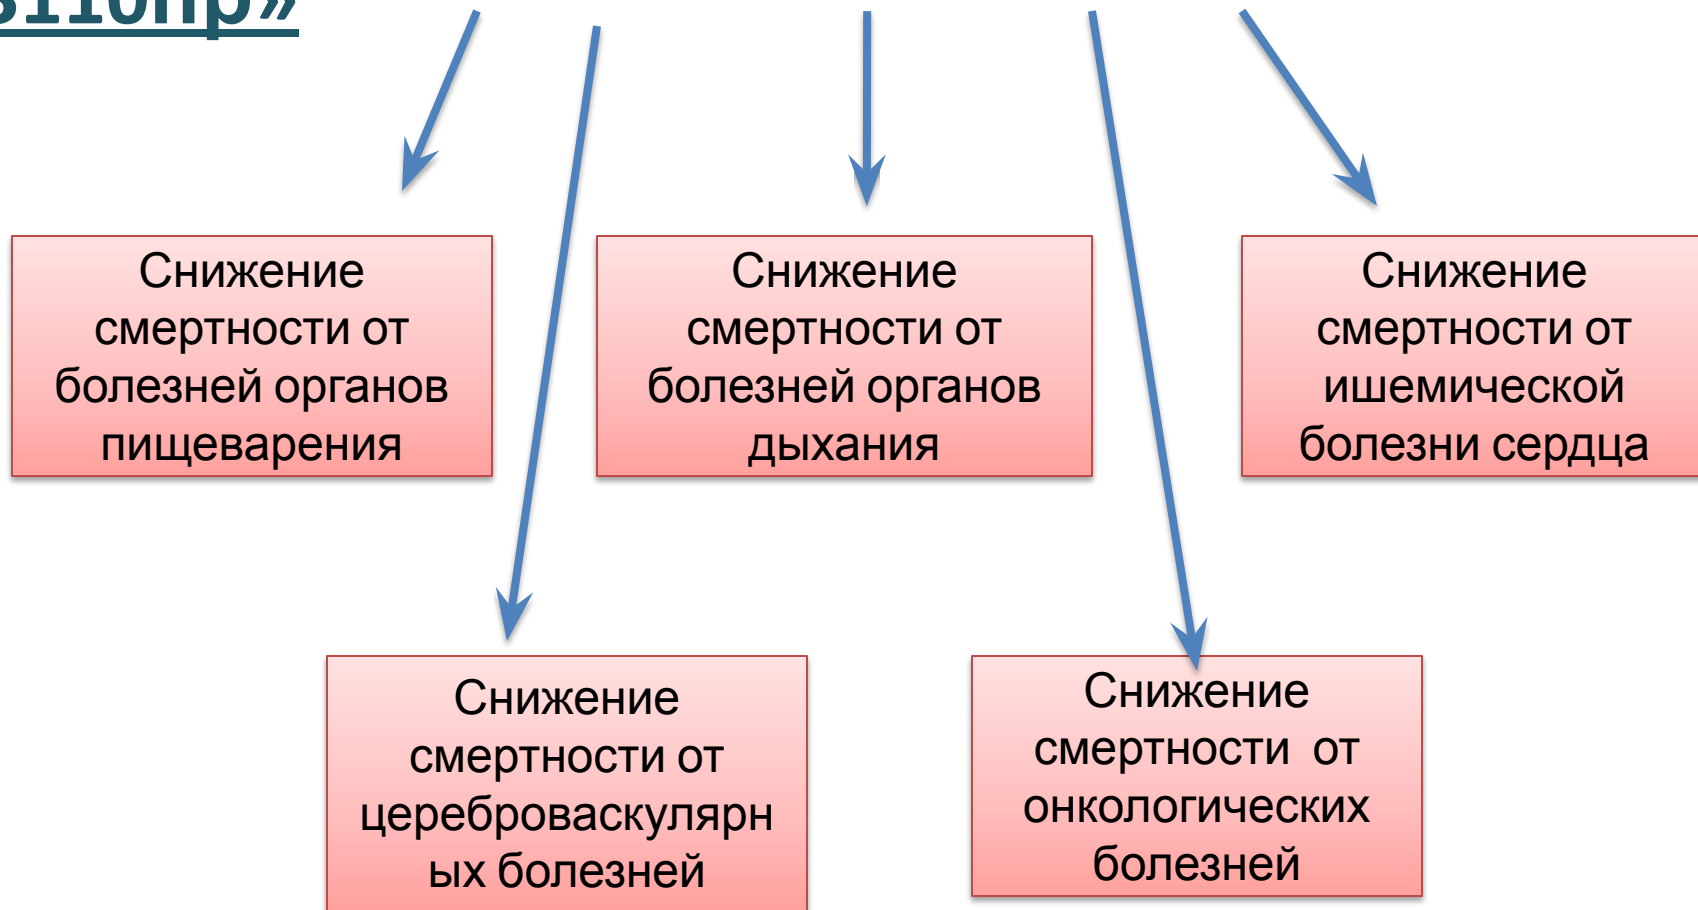 Снижение
смертности от
болезней органов
пищеварения
Снижение
смертности от
болезней органов
дыхания
Снижение
смертности от
ишемической
болезни сердца
Снижение
смертности от
цереброваскулярн
ых болезней
Снижение
смертности от
онкологических
болезней